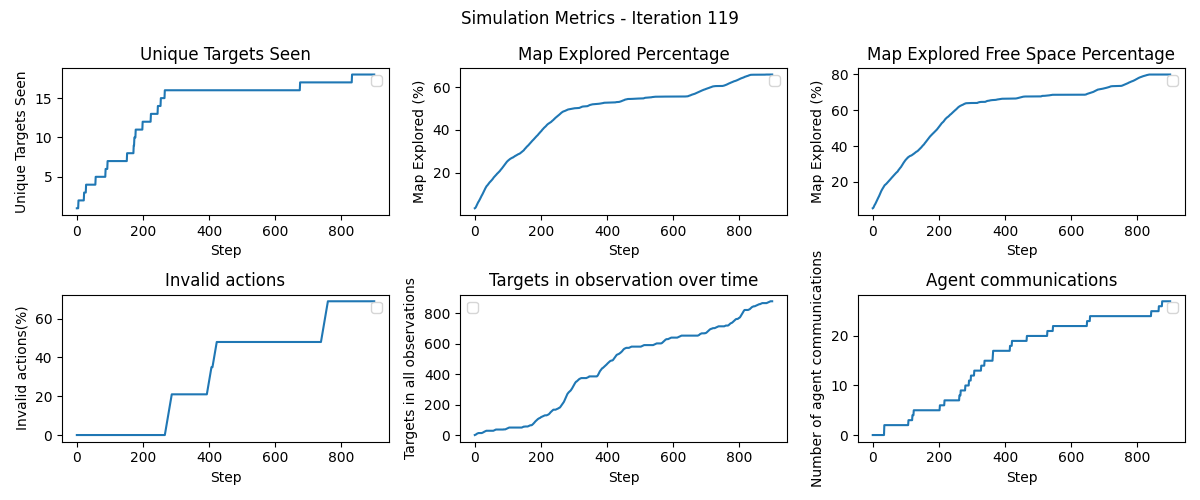 Simulation Metrics - Iteration 119
Unique Targets Seen
Unique Targets Seen
15
10
5
0 200 400 600 800
Step
Map Explored Percentage
Map Explored (%)
60
40
20
0 200 400 600 800
Step
Map Explored Free Space Percentage
Map Explored (%)
80
60
40
20
0 200 400 600 800
Step
Invalid actions
Invalid actions(%)
60
40
20
0
0 200 400 600 800
Step
Targets in observation over time
Targets in all observations
800
600
400
200
0
0 200 400 600 800
Step
Agent communications
Number of agent communications
20
10
0
0 200 400 600 800
Step